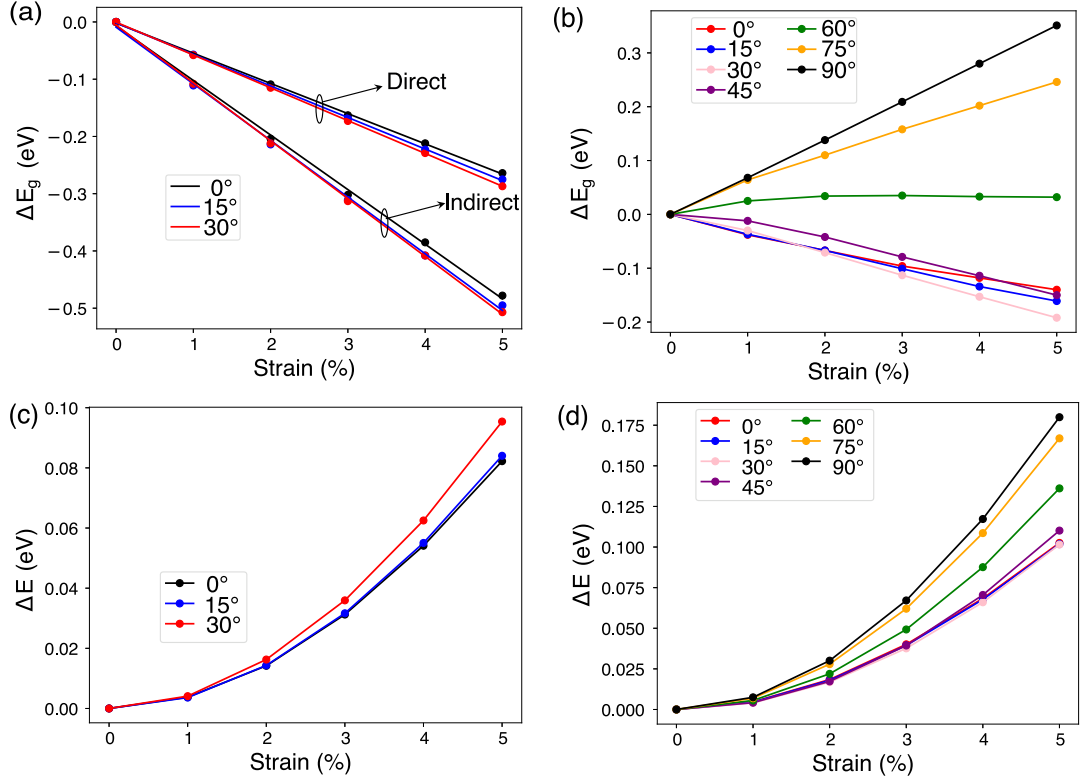 (a)
0.0
−0.1
−0.2
−0.3
−0.4
−0.5
ΔEg (eV)
Direct
Indirect
0°
15°
30°
0 1 2 3 4 5
Strain (%)
(b)
0.3
0.2
0.1
0.0
−0.1
−0.2
ΔEg (eV)
0° 60°
15° 75°
30° 90°
45°
0 1 2 3 4 5
Strain (%)
(c)
0.10
0.08
0.06
0.04
0.02
0.00
ΔE (eV)
0°
15°
30°
0 1 2 3 4 5
Strain (%)
(d)
0.175
0.150
0.125
0.100
0.075
0.050
0.025
0.000
ΔE (eV)
0° 60°
15° 75°
30° 90°
45°
0 1 2 3 4 5
Strain (%)